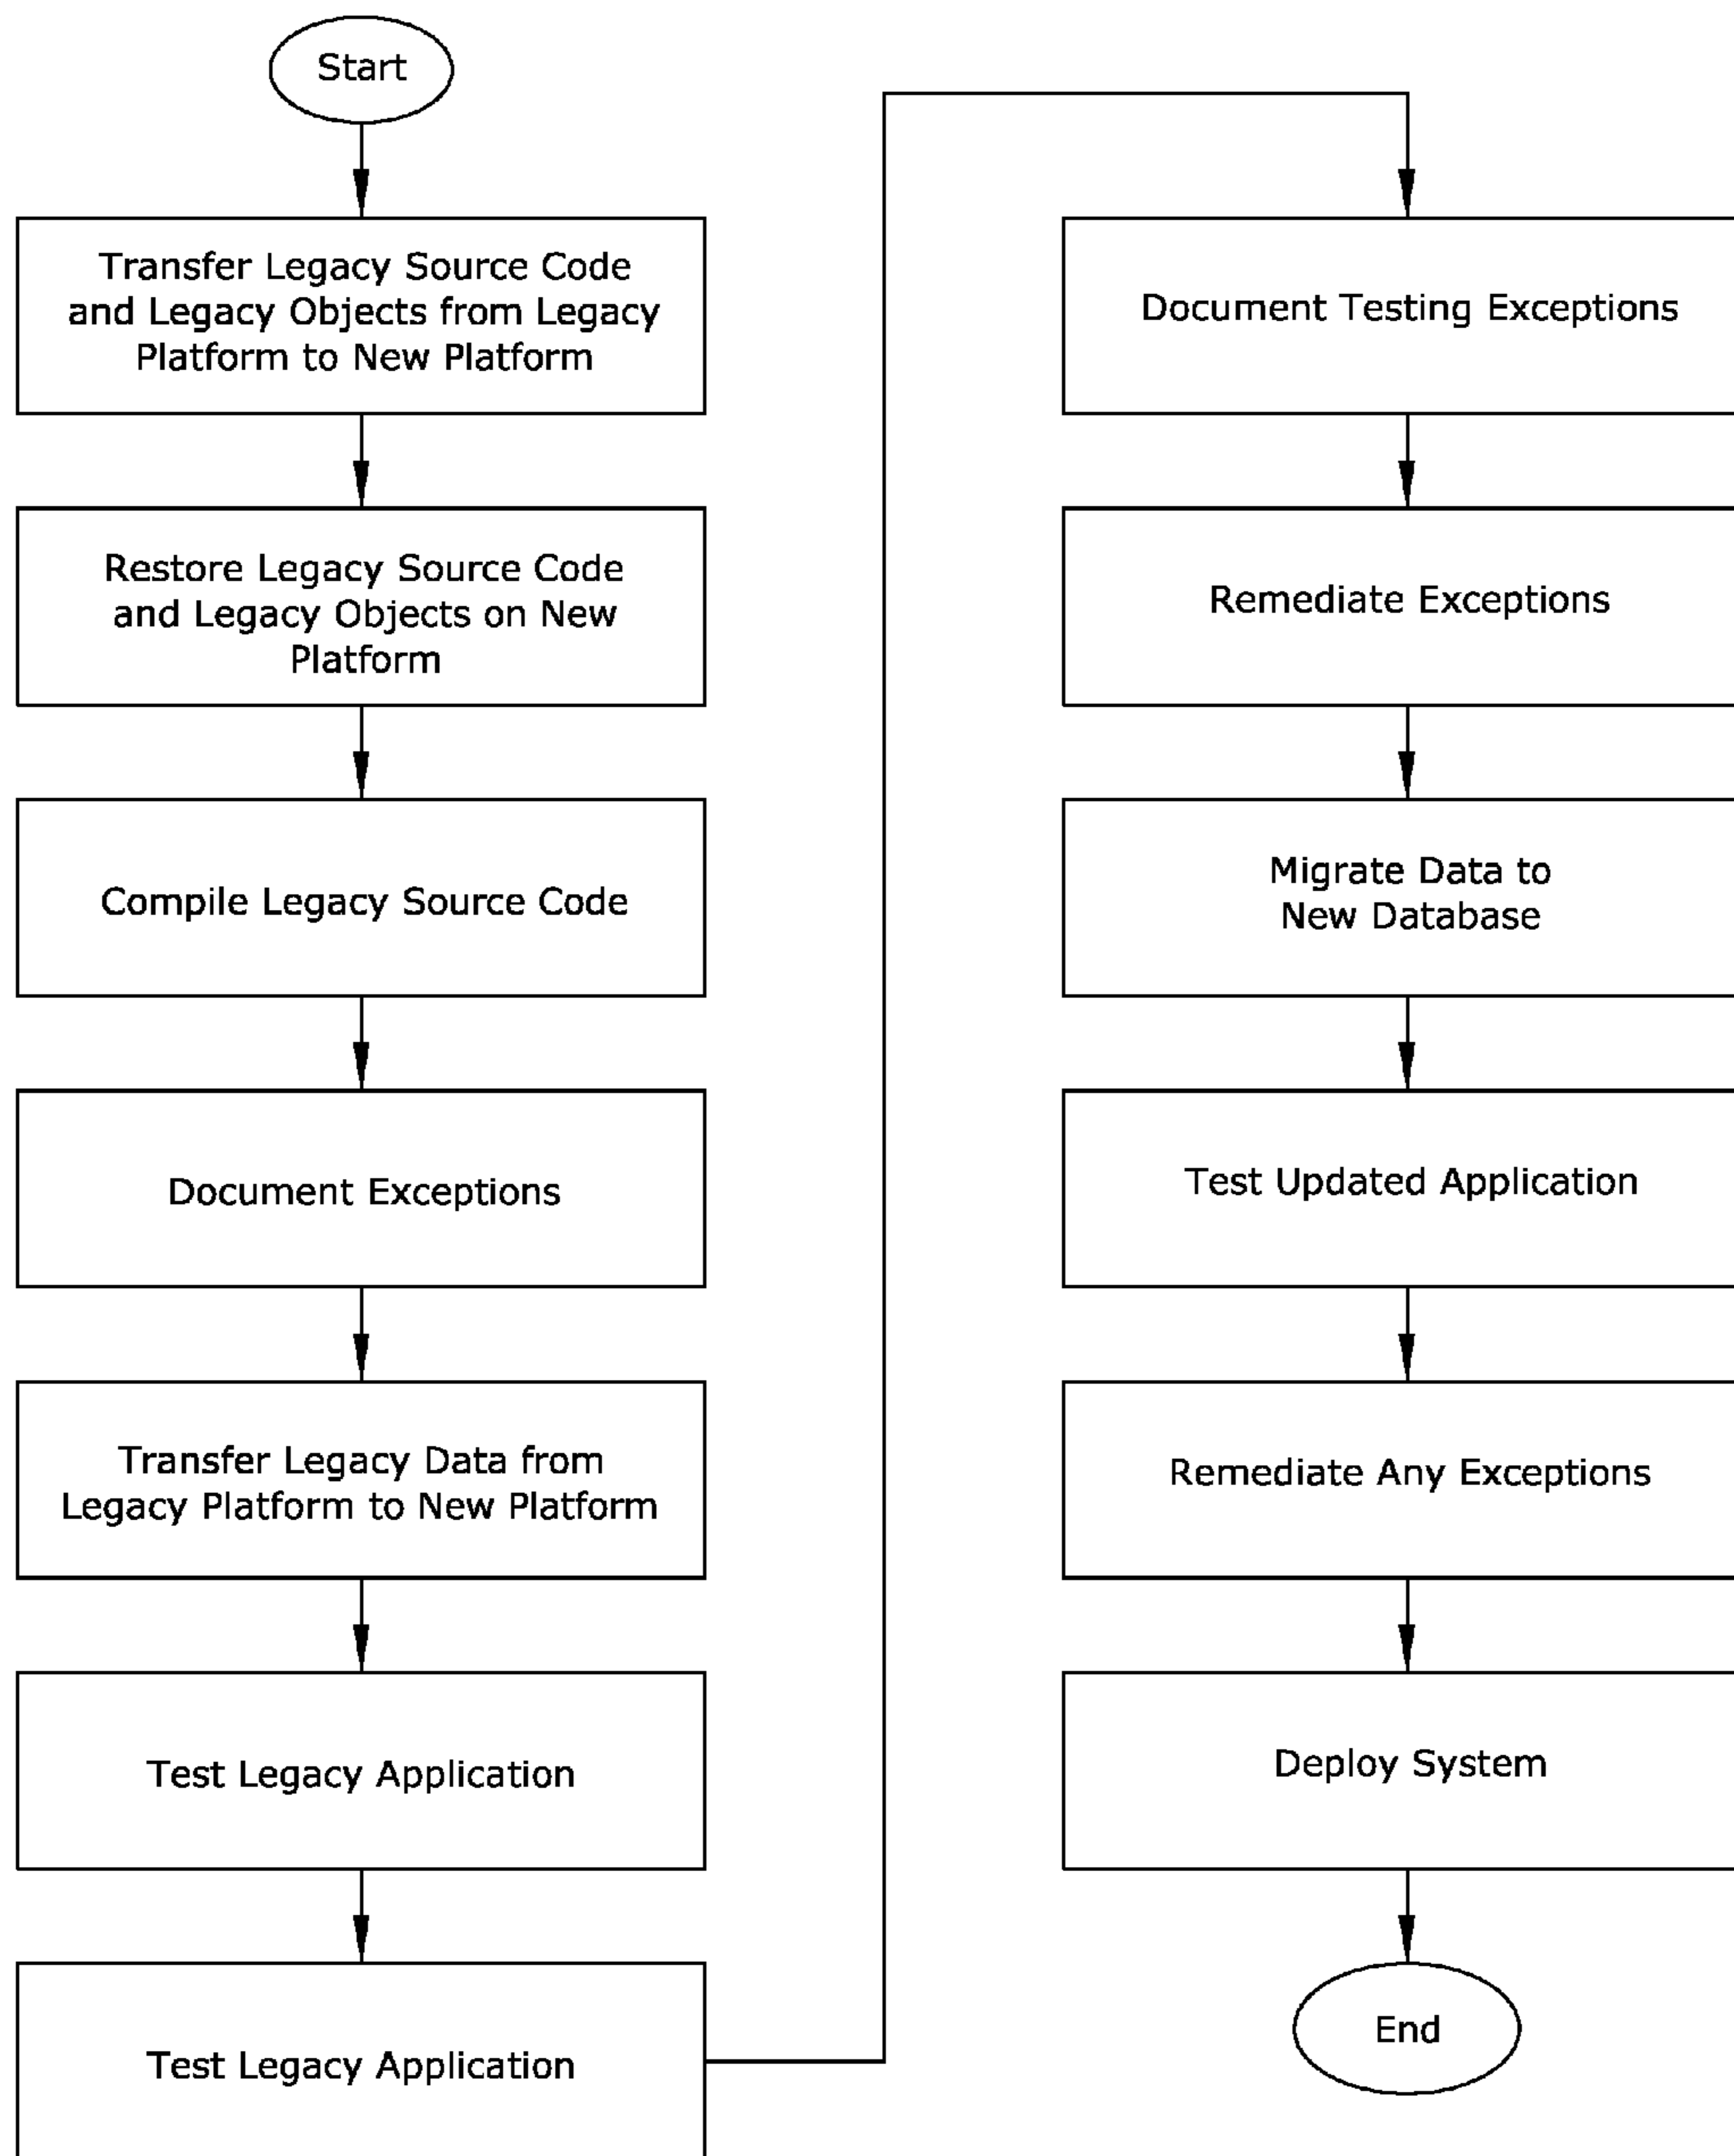 Start
Transfer Legacy Source Code
and Legacy Objects from Legacy
Platform to New Platform
Restore Legacy Source Code
and Legacy Objects on New
Platform
Compile Legacy Source Code
Document Exceptions
Transfer Legacy Data from
Legacy Platform to New Platform
Test Legacy Application
Test Legacy Application
Document Testing Exceptions
Remediate Exceptions
Migrate Data to
New Database
Test Updated Application
Remediate Any Exceptions
Deploy System
End